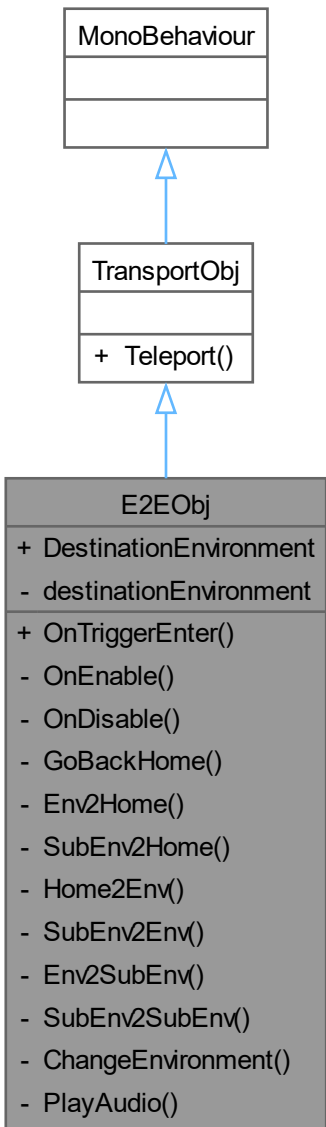 MonoBehaviour
TransportObj
+ Teleport()
E2EObj
+ DestinationEnvironment
- destinationEnvironment
+ OnTriggerEnter()
- OnEnable()
- OnDisable()
- GoBackHome()
- Env2Home()
- SubEnv2Home()
- Home2Env()
- SubEnv2Env()
- Env2SubEnv()
- SubEnv2SubEnv()
- ChangeEnvironment()
- PlayAudio()